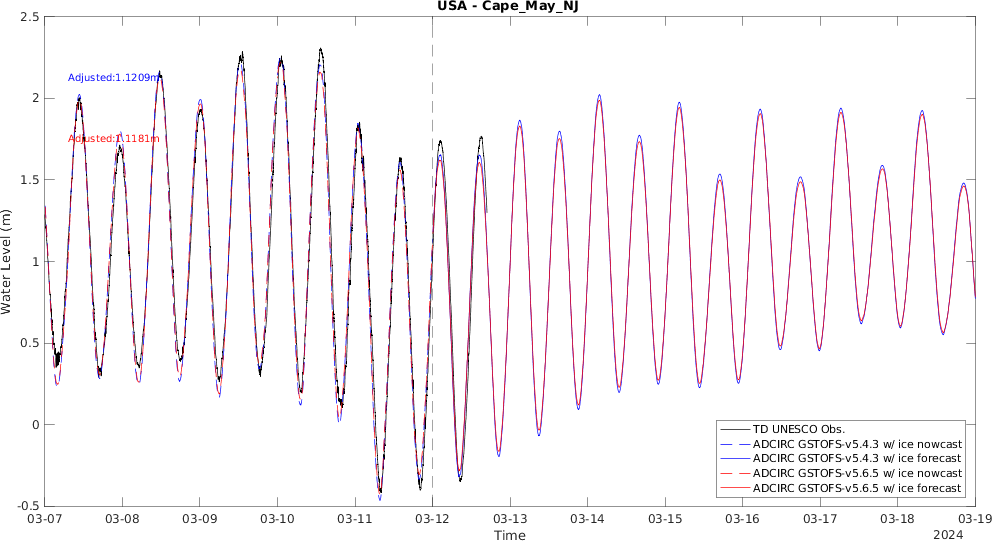 USA - Cape_May_NJ
2.5
2
1.5
1
0.5
0
-0.5
Water Level (m)
Adjusted:1.1209m
Adjusted:1.1181m
TD UNESCO Obs.
ADCIRC GSTOFS-v5.4.3 w/ ice nowcast
ADCIRC GSTOFS-v5.4.3 w/ ice forecast
ADCIRC GSTOFS-v5.6.5 w/ ice nowcast
ADCIRC GSTOFS-v5.6.5 w/ ice forecast
03-07 03-08 03-09 03-10 03-11 03-12 03-13 03-14 03-15 03-16 03-17 03-18 03-19
Time
2024